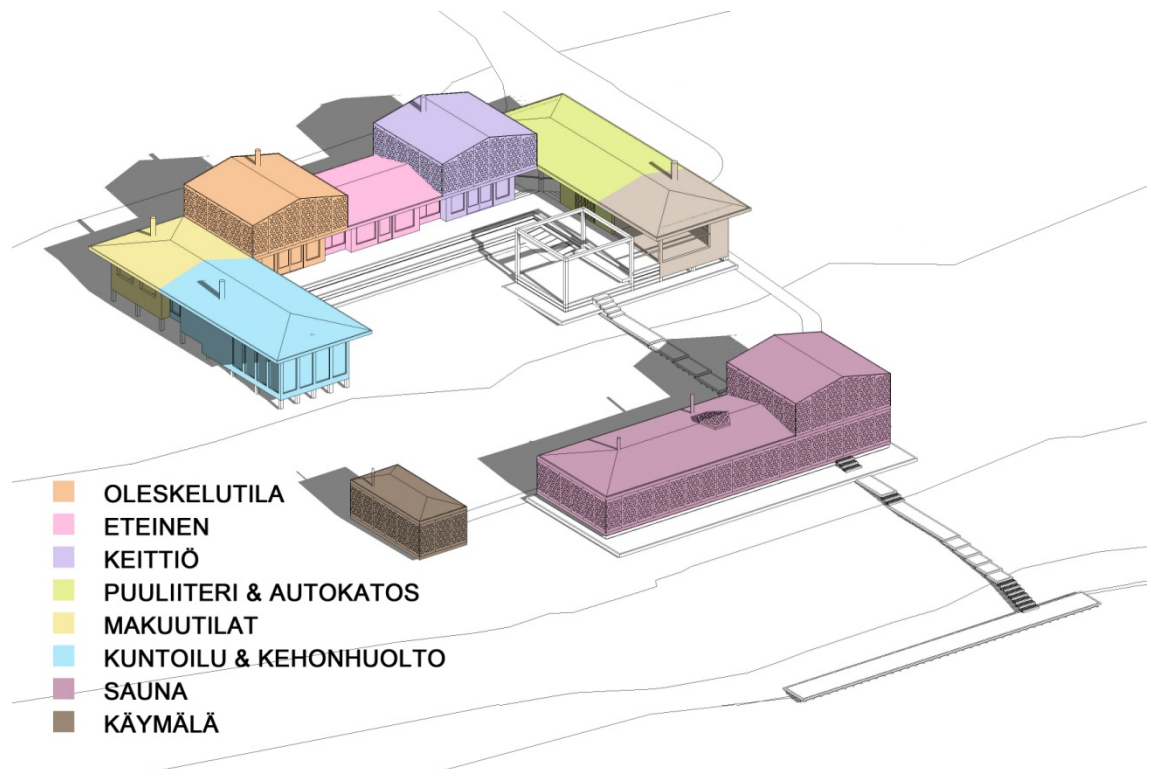 OLESKELUTILA
ETEINEN
KEITTIÖ
PUULIITERI & AUTOKATOS
MAKUUTILAT
KUNTOILU & KEHONHUOLTO
SAUNA
KÄYMÄLÄ